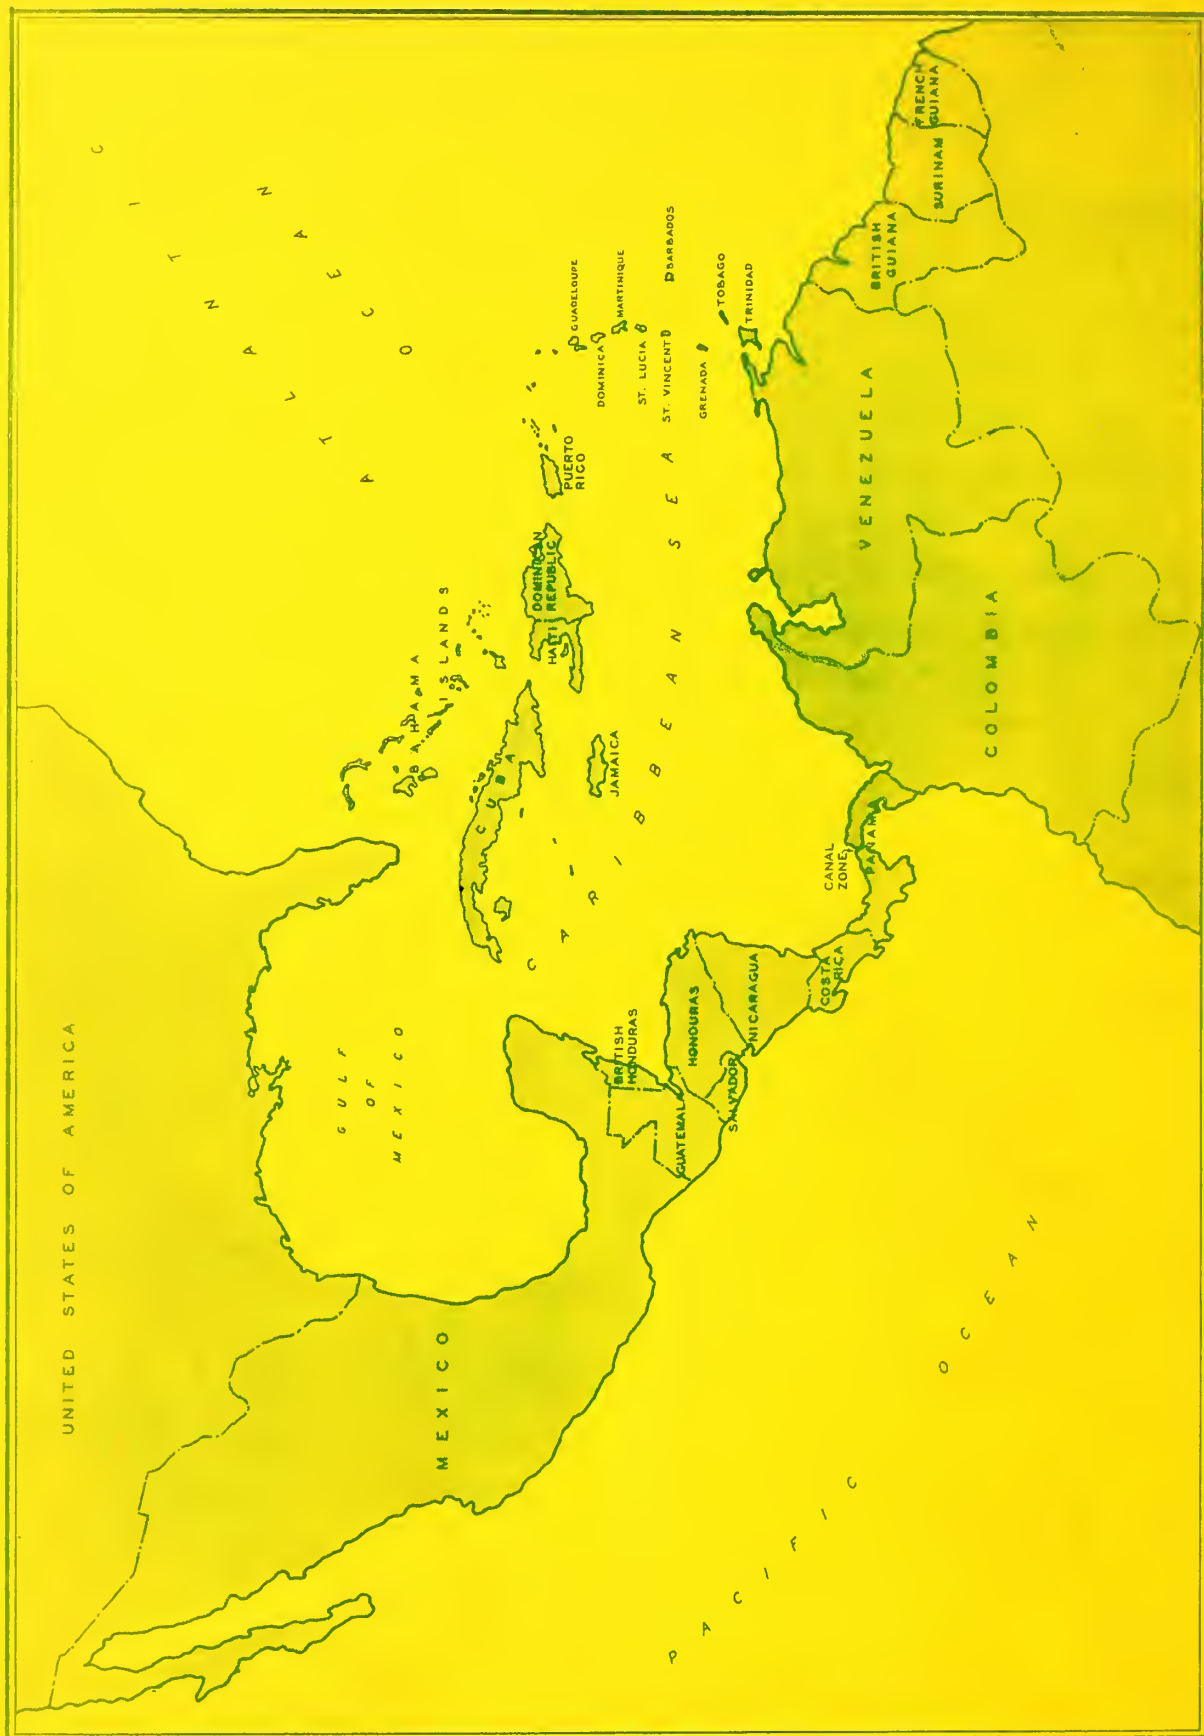 UNITED STATES OF AMERICA
ATLANTIC
OCEAN
GULF
OF
MEXICO
BAHAMA
ISLANDS
MEXICO
CUBA
HAITI
DOMINICAN
REPUBLIC
PUERTO
RICO
JAMAICA
GUADELOUPE
DOMINICA
MARTINIQUE
ST. LUCIA
ST. VINCENT
BARBADOS
GRENADA
TOBAGO
TRINIDAD
CARIBBEAN SEA
BRITISH
HONDURAS
GUATEMALA
HONDURAS
SALVADOR
NICARAGUA
COSTA
RICA
CANAL
ZONE
PANAMA
COLOMBIA
VENEZUELA
BRITISH
GUIANA
SURINAM
FRENCH
GUIANA
PACIFIC
OCEAN